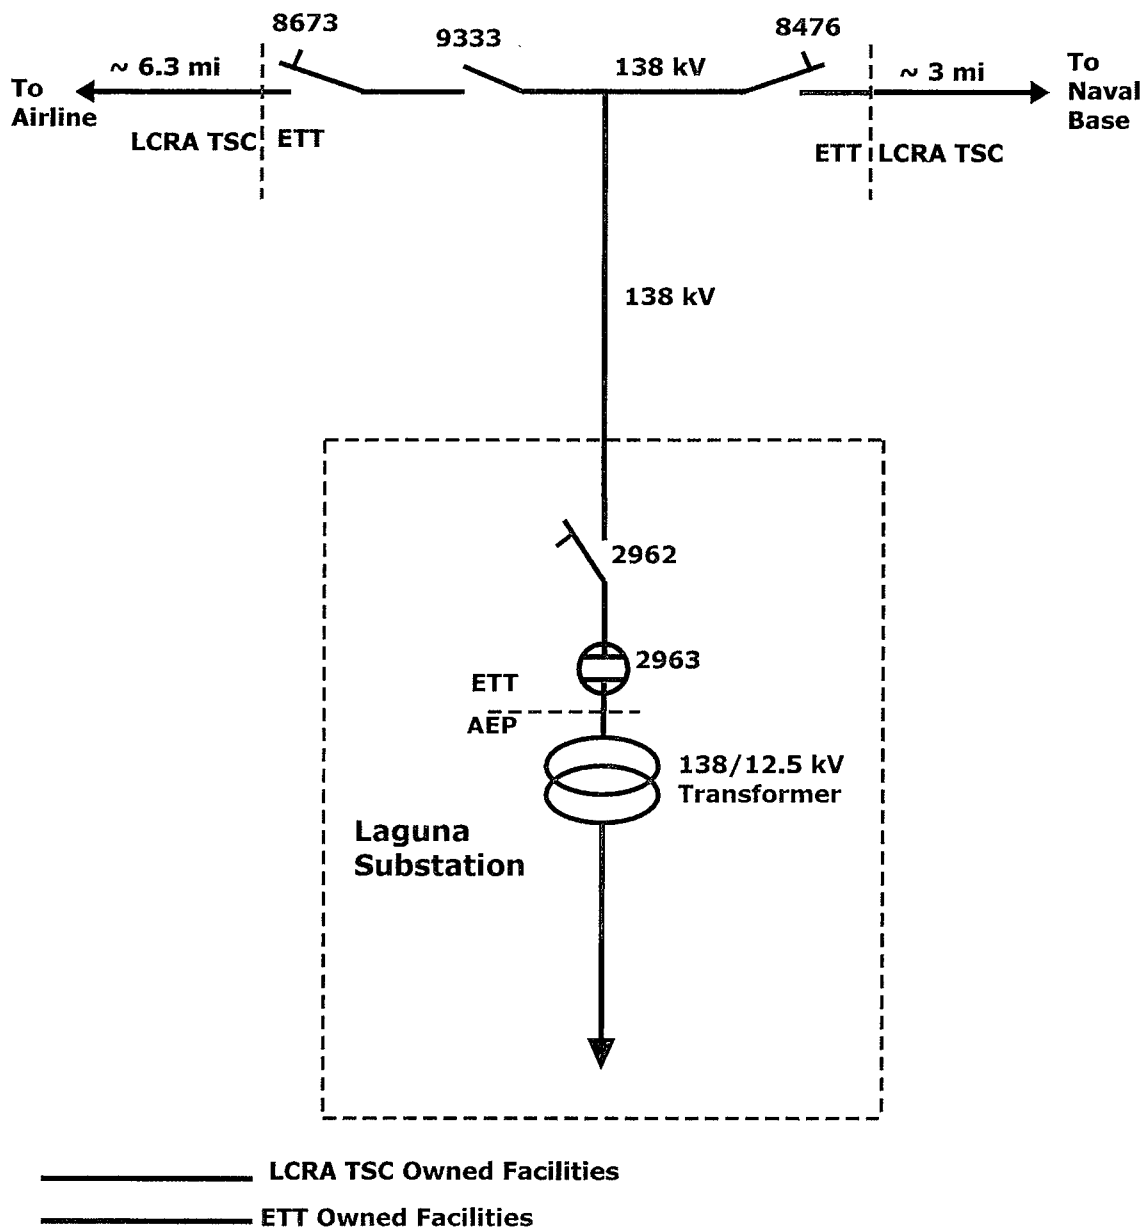 8673
9333
8476
~ 6.3 mi
138 kV
~ 3 mi
To
Airline
To
Naval
Base
LCRA TSC
ETT
ETT
LCRA TSC
138 kV
2962
2963
ETT
AEP
138/12.5 kV
Transformer
Laguna
Substation
LCRA TSC Owned Facilities
ETT Owned Facilities